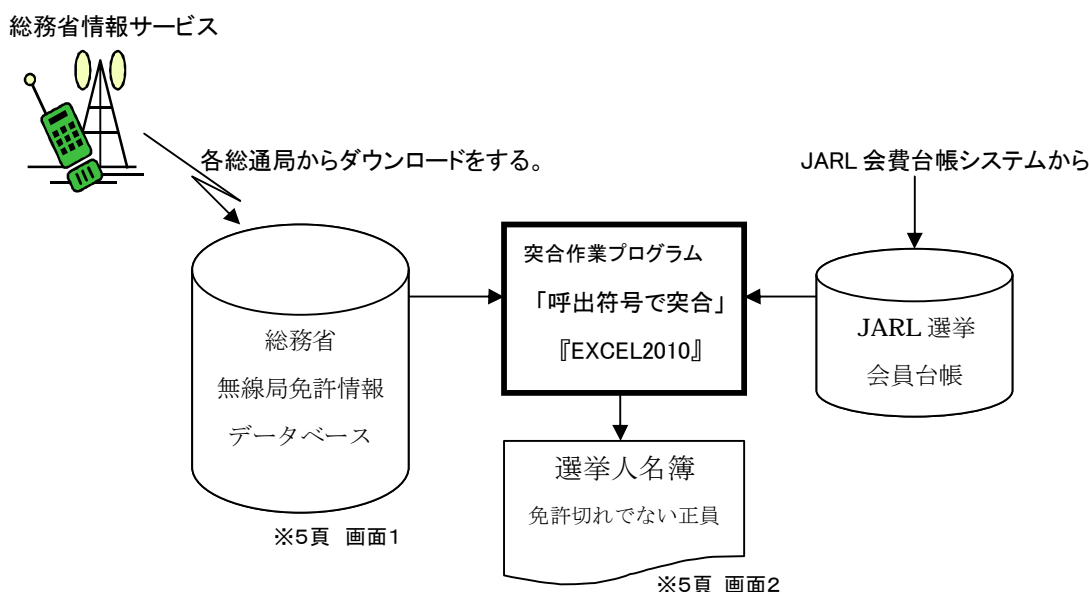 総務省情報サービス
各総通局からダウンロードをする。
JARL 会費台帳システムから
突合作業プログラム
「呼出符号で突合」
『EXCEL2010』
総務省
無線局免許情報
データベース
JARL 選挙
会員台帳
選挙人名簿
免許切れでない正員
※5頁 画面1
※5頁 画面2